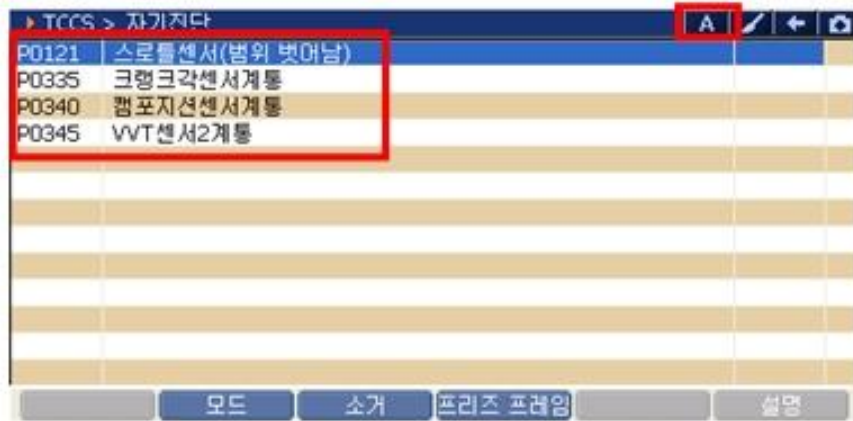 TCCS > 자기진단 A
P0121 스로틀센서(범위 벗어남)
P0335 크랭크각센서계통
P0340 캠포지션센서계통
P0345 VVT센서2계통
모드 소거 프리즈 프레임 설명